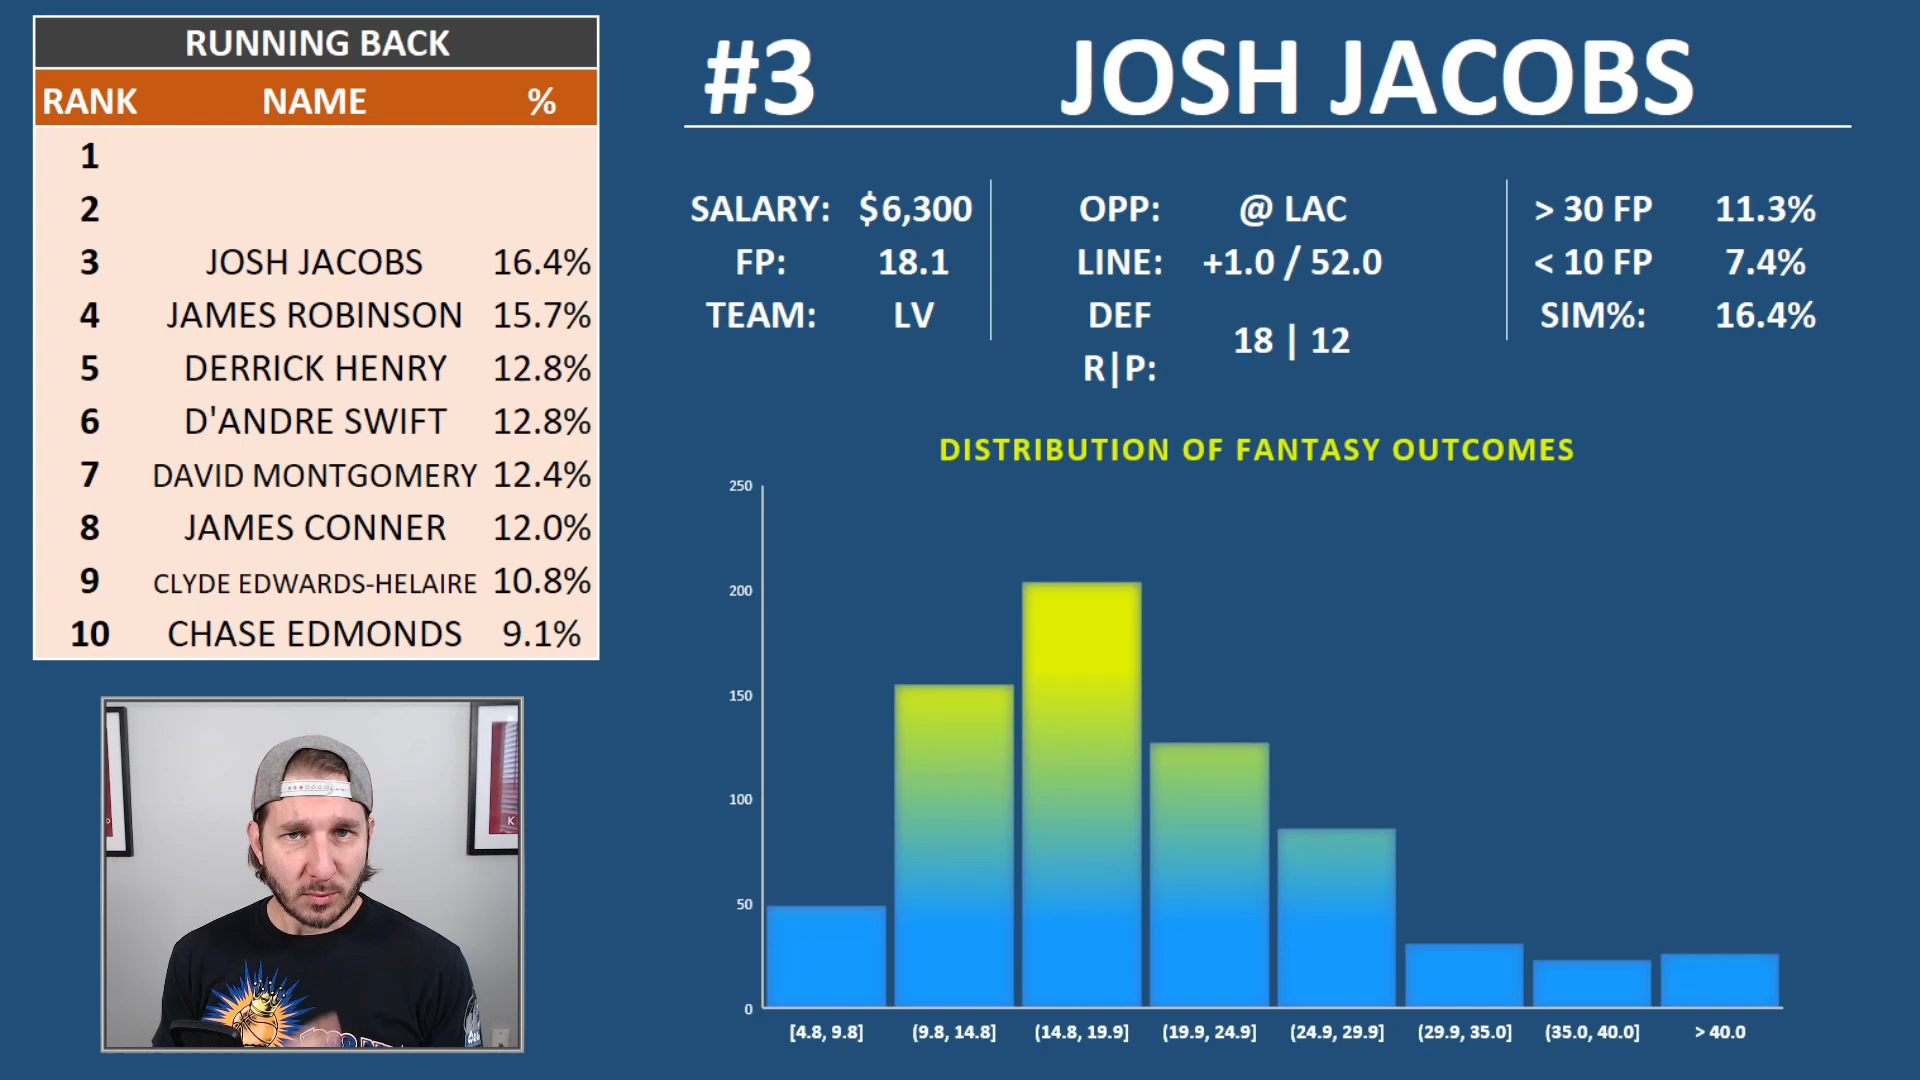 RUNNING BACK
RANK NAME %
1
2
3 JOSH JACOBS 16.4%
4 JAMES ROBINSON 15.7%
5 DERRICK HENRY 12.8%
6 D'ANDRE SWIFT 12.8%
7 DAVID MONTGOMERY 12.4%
8 JAMES CONNER 12.0%
9 CLYDE EDWARDS-HELAIRE 10.8%
10 CHASE EDMONDS 9.1%
#3 JOSH JACOBS
SALARY: $6,300
FP: 18.1
TEAM: LV
OPP: @ LAC
LINE: +1.0 / 52.0
DEF
R|P: 18 | 12
> 30 FP 11.3%
< 10 FP 7.4%
SIM%: 16.4%
DISTRIBUTION OF FANTASY OUTCOMES
250
200
150
100
50
0
[4.8, 9.8] (9.8, 14.8] (14.8, 19.9] (19.9, 24.9] (24.9, 29.9] (29.9, 35.0] (35.0, 40.0] > 40.0